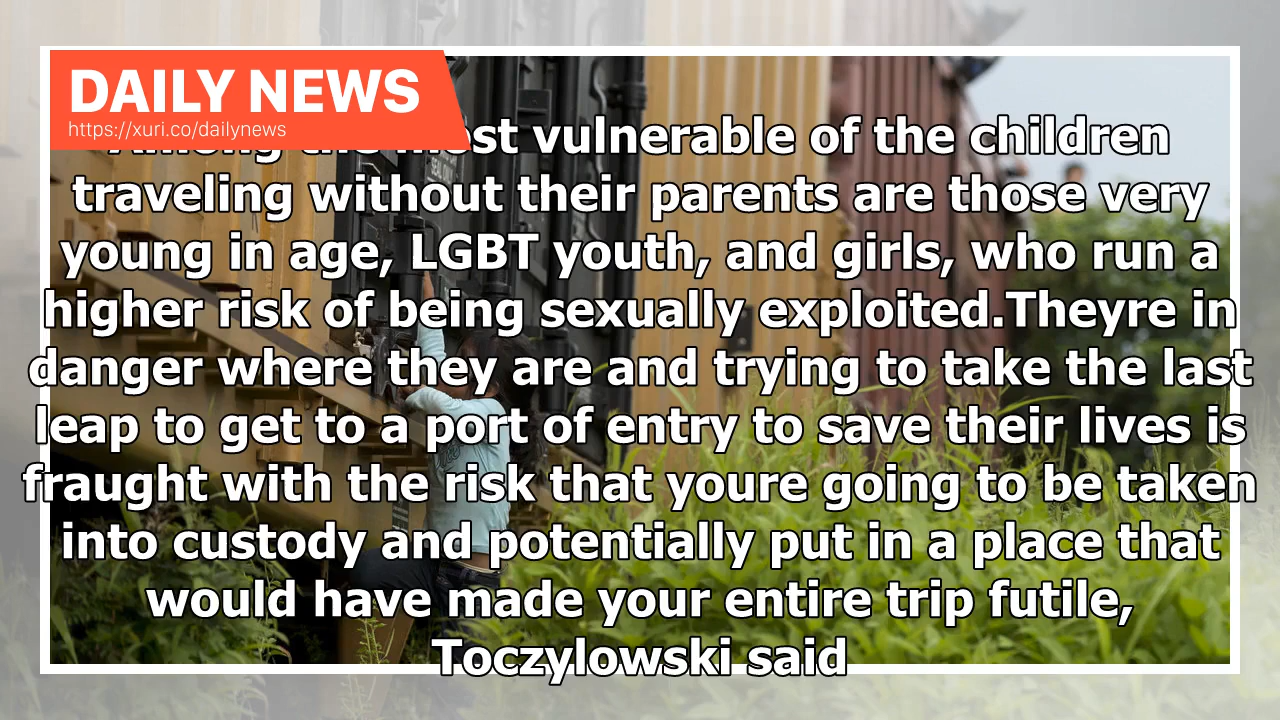 DAILY NEWS
https://xuri.co/dailynews
Among the most vulnerable of the children
traveling without their parents are those very
young in age, LGBT youth, and girls, who run a
higher risk of being sexually exploited.Theyre in
danger where they are and trying to take the last
leap to get to a port of entry to save their lives is
fraught with the risk that youre going to be taken
into custody and potentially put in a place that
would have made your entire trip futile,
Toczylowski said